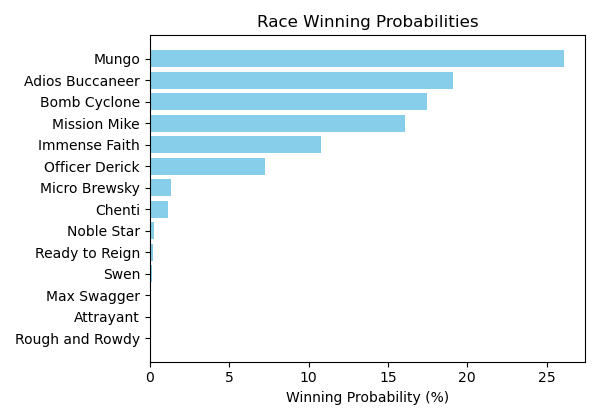 Race Winning Probabilities
Mungo
Adios Buccaneer
Bomb Cyclone
Mission Mike
Immense Faith
Officer Derick
Micro Brewsky
Chenti
Noble Star
Ready to Reign
Swen
Max Swagger
Attrayant
Rough and Rowdy
0 5 10 15 20 25
Winning Probability (%)